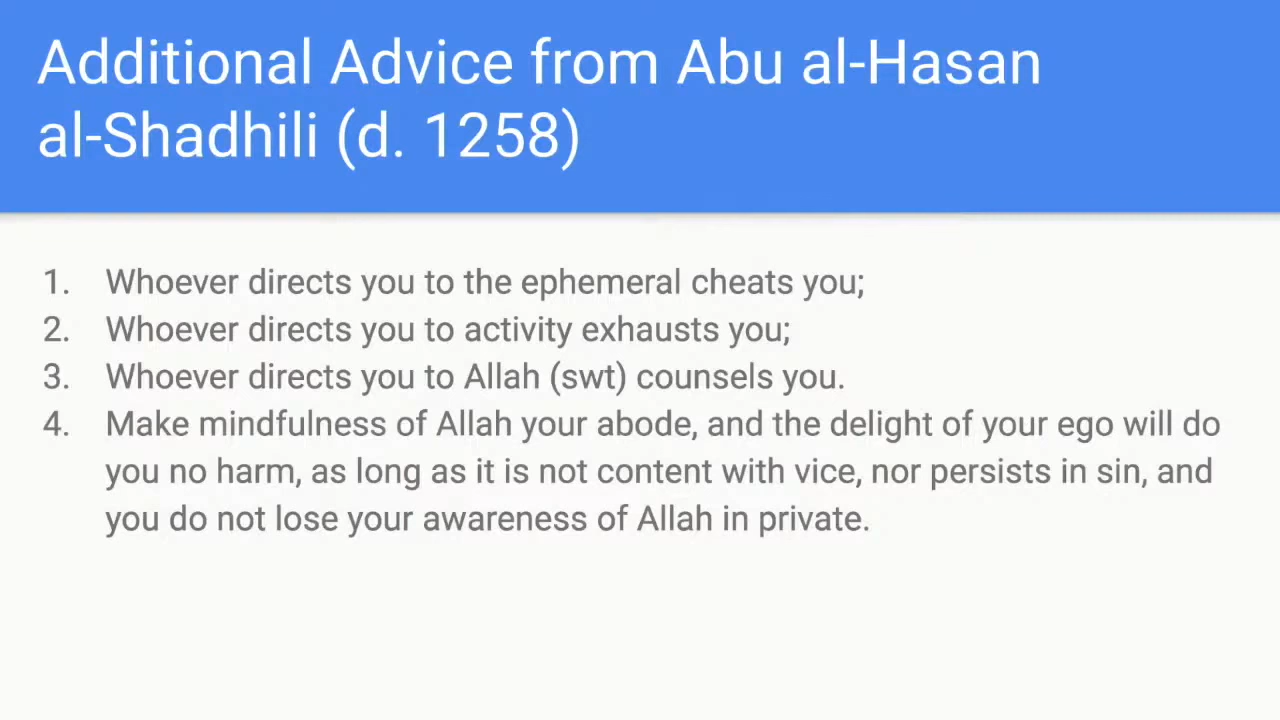 Additional Advice from Abu al-Hasan
al-Shadhili (d. 1258)
1. Whoever directs you to the ephemeral cheats you;
2. Whoever directs you to activity exhausts you;
3. Whoever directs you to Allah (swt) counsels you.
4. Make mindfulness of Allah your abode, and the delight of your ego will do
you no harm, as long as it is not content with vice, nor persists in sin, and
you do not lose your awareness of Allah in private.